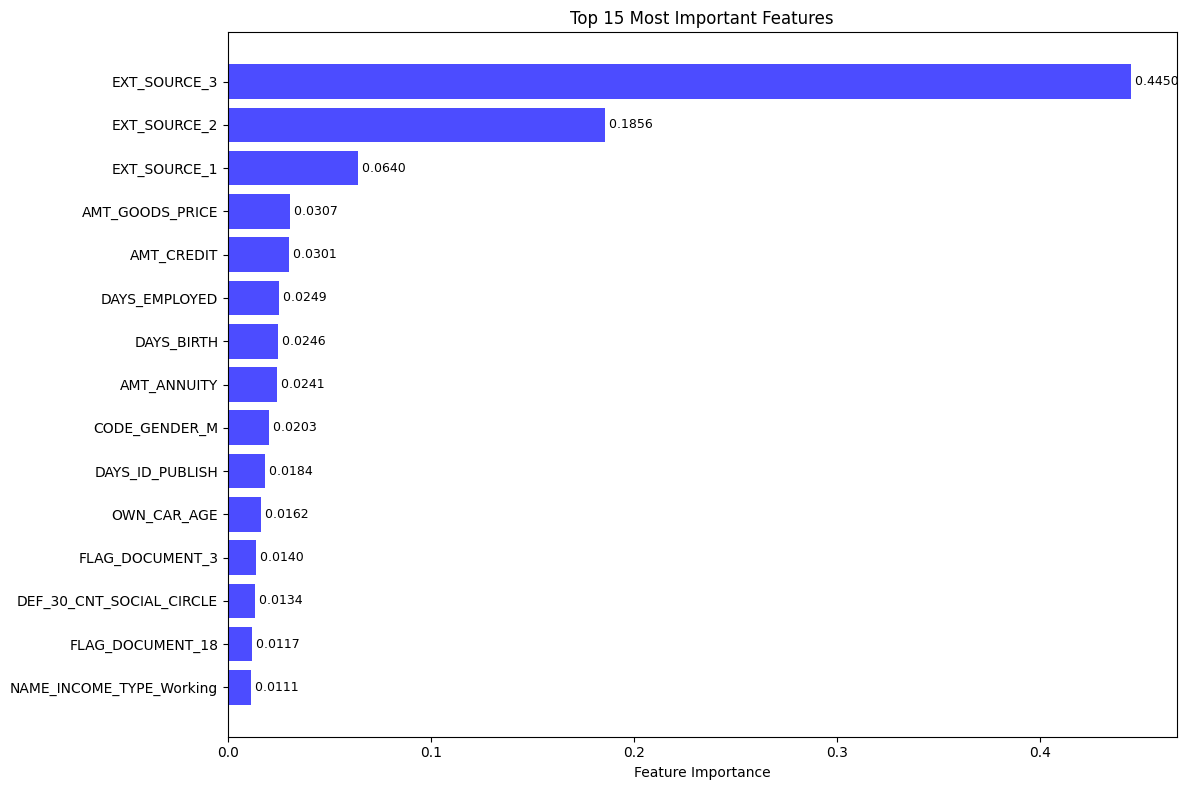 Top 15 Most Important Features
EXT_SOURCE_3 0.4450
EXT_SOURCE_2 0.1856
EXT_SOURCE_1 0.0640
AMT_GOODS_PRICE 0.0307
AMT_CREDIT 0.0301
DAYS_EMPLOYED 0.0249
DAYS_BIRTH 0.0246
AMT_ANNUITY 0.0241
CODE_GENDER_M 0.0203
DAYS_ID_PUBLISH 0.0184
OWN_CAR_AGE 0.0162
FLAG_DOCUMENT_3 0.0140
DEF_30_CNT_SOCIAL_CIRCLE 0.0134
FLAG_DOCUMENT_18 0.0117
NAME_INCOME_TYPE_Working 0.0111
0.0 0.1 0.2 0.3 0.4
Feature Importance